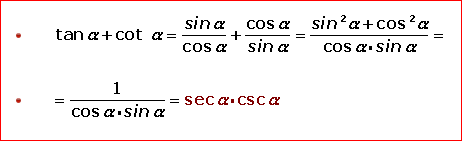 • tan α + cot α = sin α / cos α + cos α / sin α = sin²α + cos²α / cos α • sin α =
• = 1 / cos α • sin α = sec α • csc α